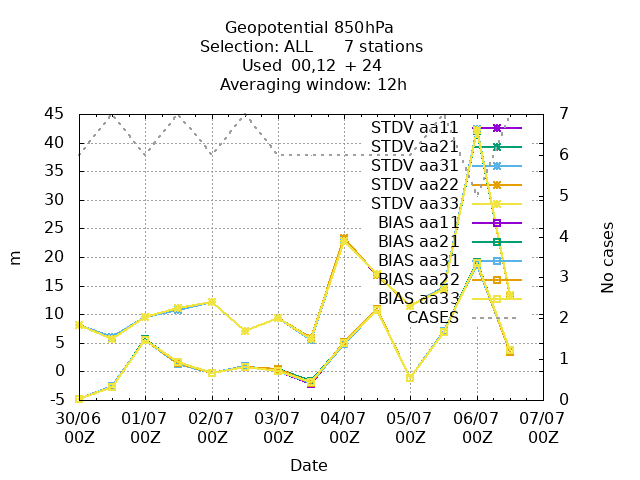 Geopotential 850hPa
Selection: ALL 7 stations
Used 00,12 + 24
Averaging window: 12h
45
40
35
30
25
20
15
10
5
0
-5
m
7
6
5
4
3
2
1
0
No cases
STDV aa11
STDV aa21
STDV aa31
STDV aa22
STDV aa33
BIAS aa11
BIAS aa21
BIAS aa31
BIAS aa22
BIAS aa33
CASES
30/06 01/07 02/07 03/07 04/07 05/07 06/07 07/07
00Z 00Z 00Z 00Z 00Z 00Z 00Z 00Z
Date